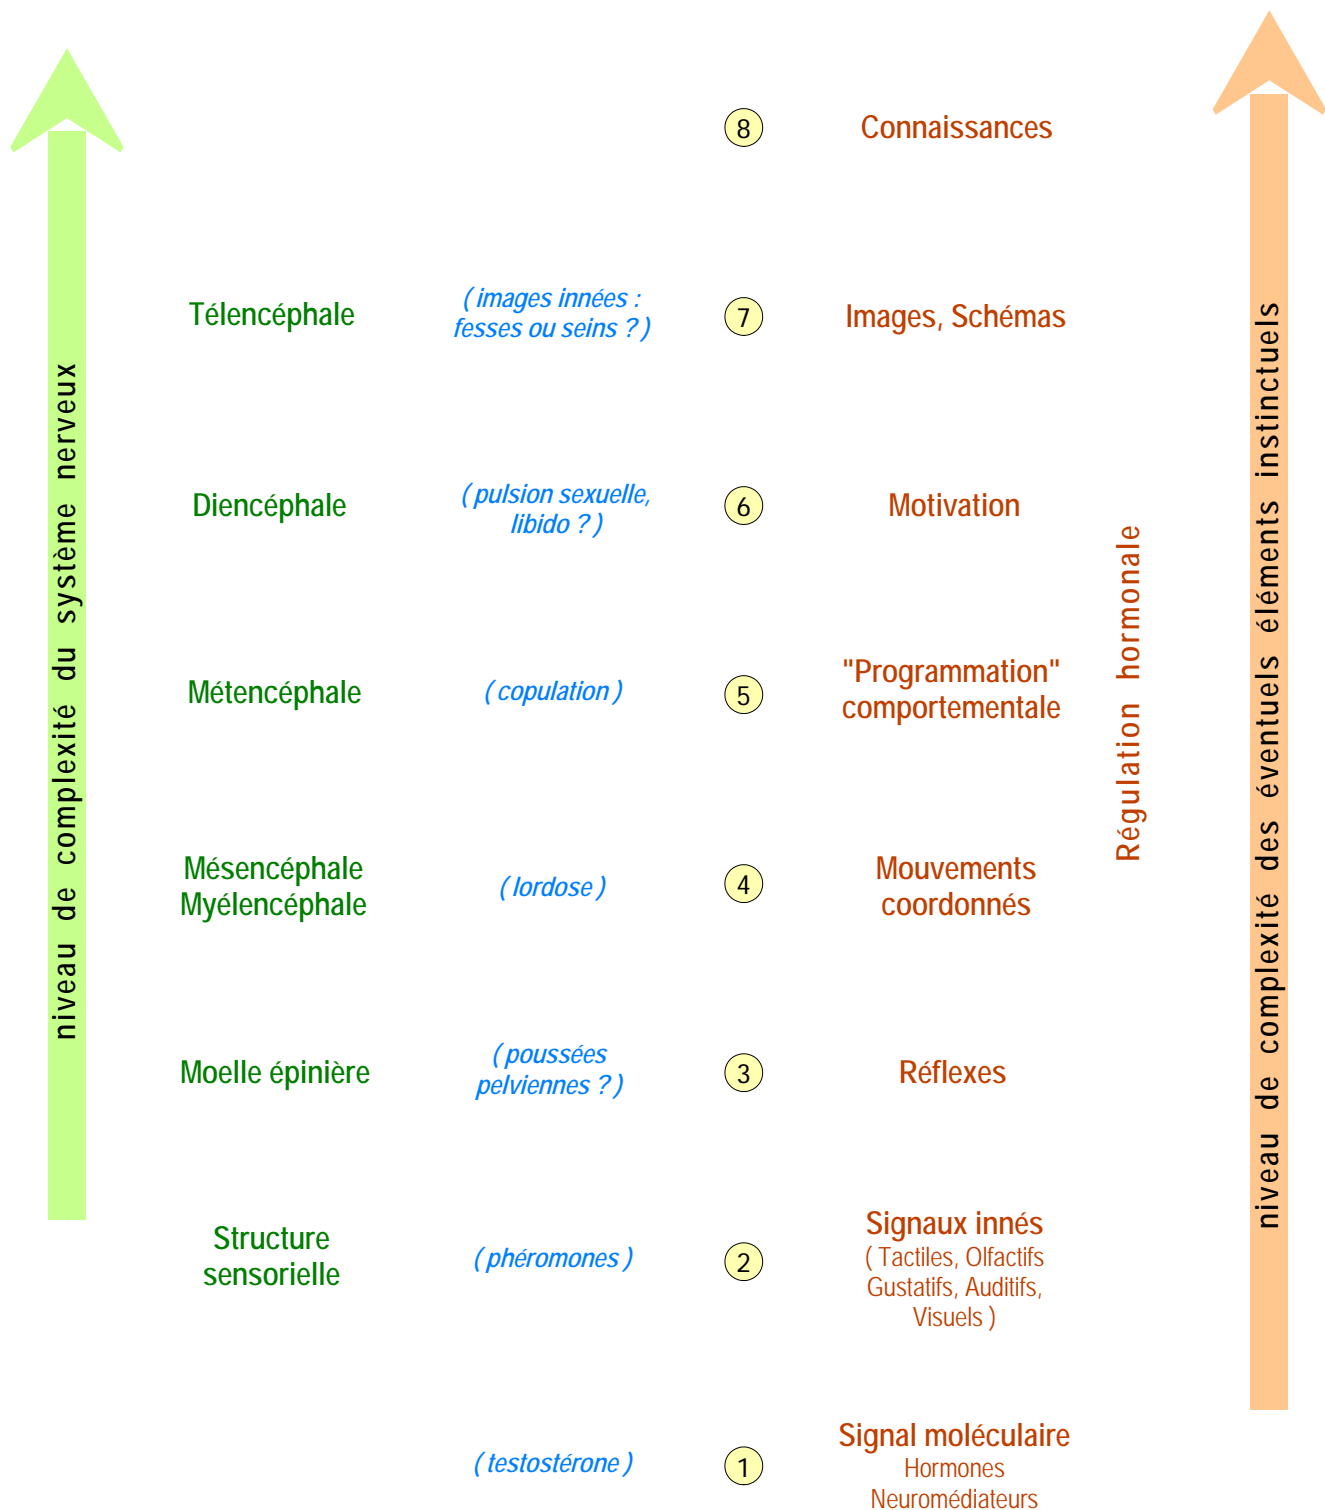 niveau de complexité du système nerveux
8
Connaissances
Télencéphale
( images innées :
fesses ou seins ? )
7
Images, Schémas
Diencéphale
( pulsion sexuelle,
libido ? )
6
Motivation
Métencéphale
( copulation )
5
"Programmation"
comportementale
Mésencéphale
Myélencéphale
( lordose )
4
Mouvements
coordonnés
Moelle épinière
( poussées
pelviennes ? )
3
Réflexes
Structure
sensorielle
( phéromones )
2
Signaux innés
( Tactiles, Olfactifs
Gustatifs, Auditifs,
Visuels )
( testostérone )
1
Signal moléculaire
Hormones
Neuromédiateurs
Régulation hormonale
niveau de complexité des éventuels éléments instinctuels